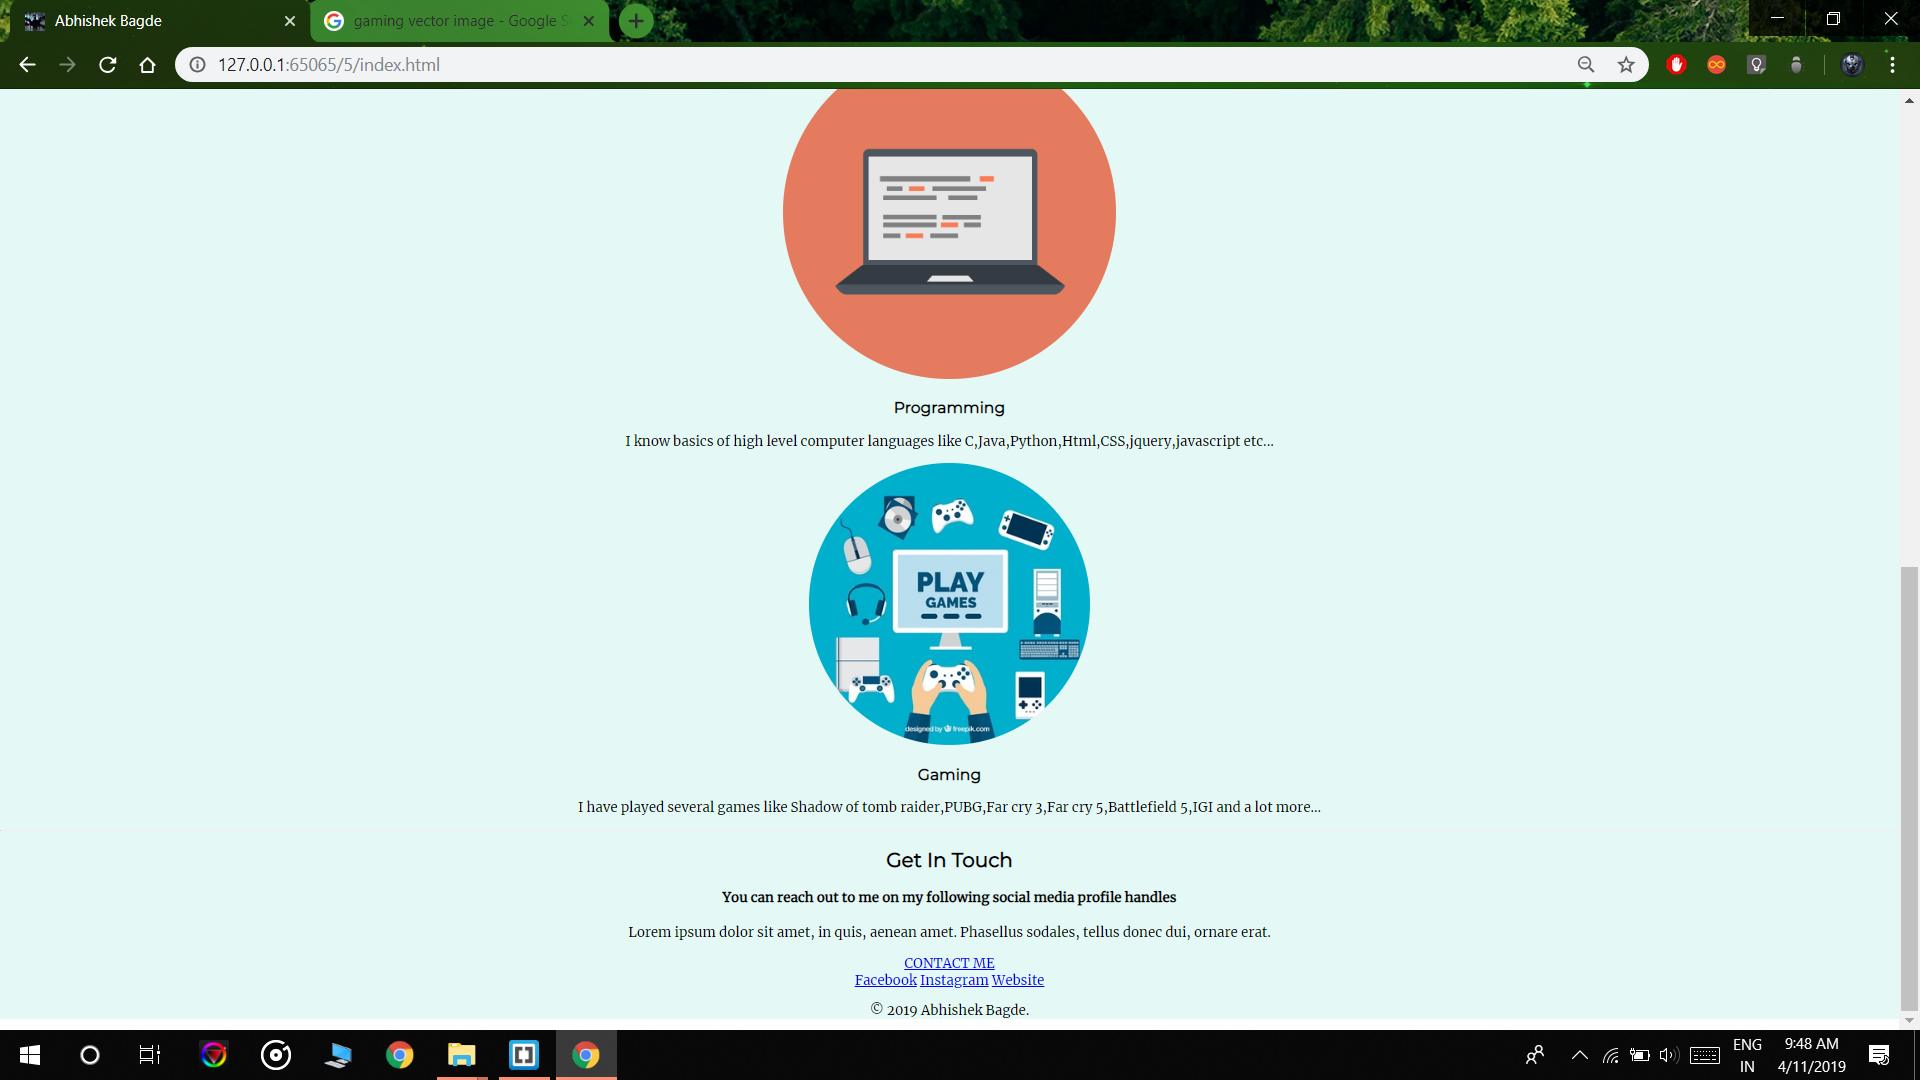 Abhishek Bagde
gaming vector image - Google S
127.0.0.1:65065/5/index.html
Programming
I know basics of high level computer languages like C,Java,Python,Html,CSS,jquery,javascript etc...
PLAY
GAMES
designed by freepik.com
Gaming
I have played several games like Shadow of tomb raider,PUBG,Far cry 3,Far cry 5,Battlefield 5,IGI and a lot more...
Get In Touch
You can reach out to me on my following social media profile handles
Lorem ipsum dolor sit amet, in quis, aenean amet. Phasellus sodales, tellus donec dui, ornare erat.
CONTACT ME
Facebook Instagram Website
© 2019 Abhishek Bagde.
ENG
IN
9:48 AM
4/11/2019